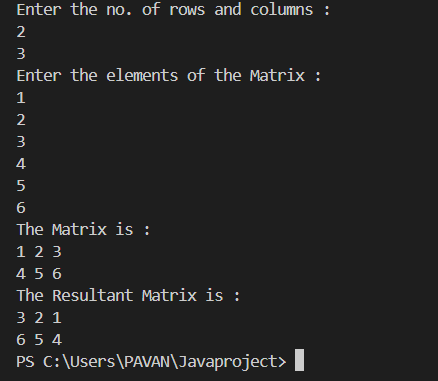 Enter the no. of rows and columns :
2
3
Enter the elements of the Matrix :
1
2
3
4
5
6
The Matrix is :
1 2 3
4 5 6
The Resultant Matrix is :
3 2 1
6 5 4
PS C:\Users\PAVAN\Javaproject>